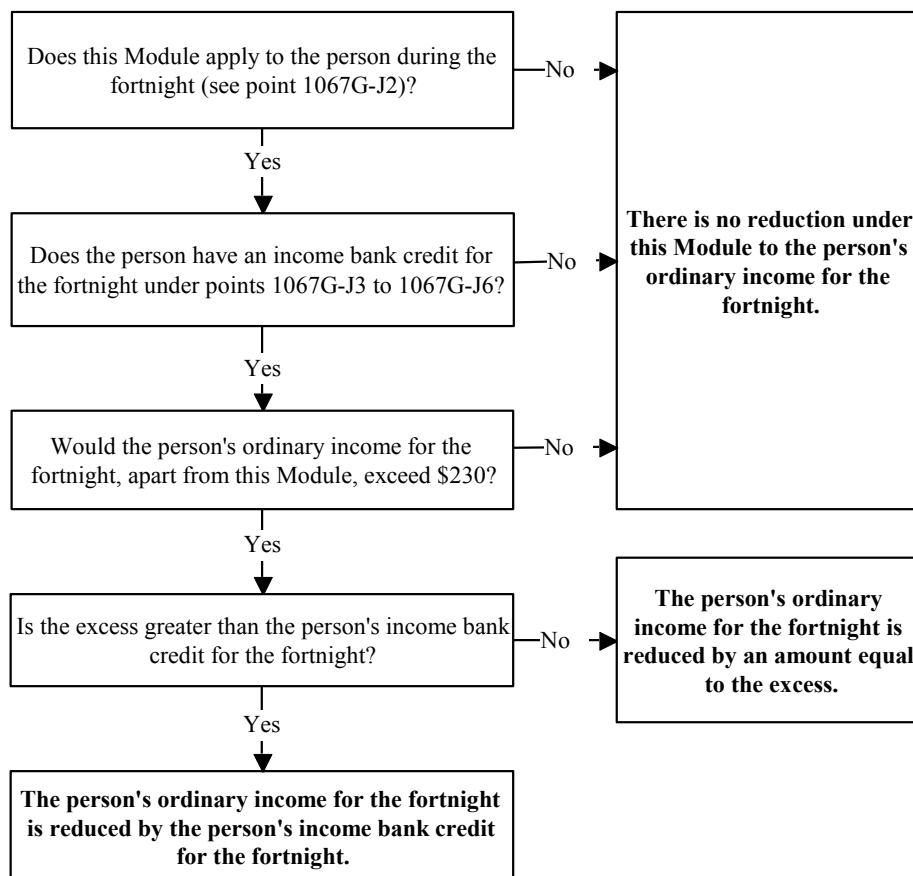 Does this Module apply to the person during the
fortnight (see point 1067G-J2)?
No
Yes
There is no reduction under
this Module to the person's
ordinary income for the
fortnight.
Does the person have an income bank credit for
the fortnight under points 1067G-J3 to 1067G-J6?
No
Yes
Would the person's ordinary income for the
fortnight, apart from this Module, exceed $230?
No
Yes
Is the excess greater than the person's income bank
credit for the fortnight?
No
The person's ordinary
income for the fortnight is
reduced by an amount equal
to the excess.
Yes
The person's ordinary income for the fortnight
is reduced by the person's income bank credit
for the fortnight.